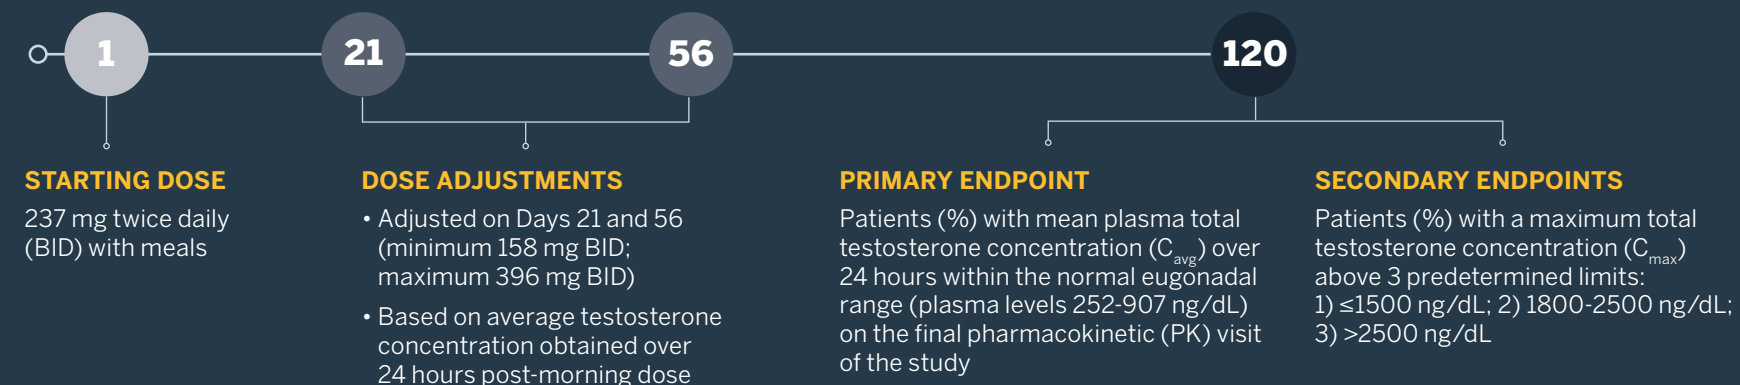 1
21
56
120
STARTING DOSE
237 mg twice daily
(BID) with meals
DOSE ADJUSTMENTS
• Adjusted on Days 21 and 56
(minimum 158 mg BID;
maximum 396 mg BID)
• Based on average testosterone
concentration obtained over
24 hours post-morning dose
PRIMARY ENDPOINT
Patients (%) with mean plasma total
testosterone concentration (Cavg) over
24 hours within the normal eugonadal
range (plasma levels 252-907 ng/dL)
on the final pharmacokinetic (PK) visit
of the study
SECONDARY ENDPOINTS
Patients (%) with a maximum total
testosterone concentration (Cmax)
above 3 predetermined limits:
1) ≤1500 ng/dL; 2) 1800-2500 ng/dL;
3) >2500 ng/dL